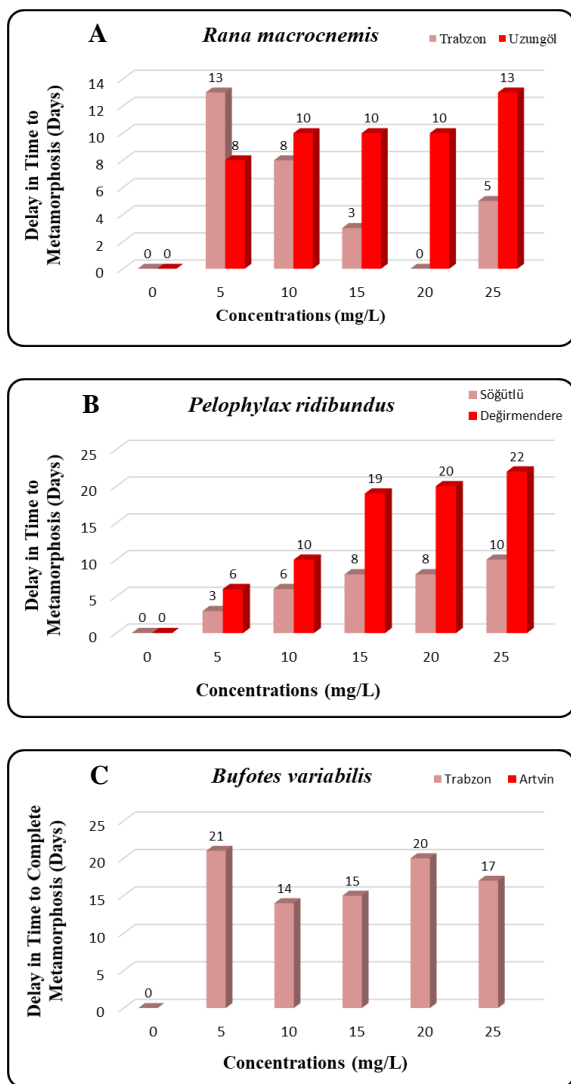 A
Rana macrocnemis
Trabzon Uzungöl
Delay in Time to
Metamorphosis (Days)
14
12
10
8
6
4
2
0
0 0
13 8
8 10
3 10
0 10
5 13
0 5 10 15 20 25
Concentrations (mg/L)
B
Pelophylax ridibundus
Söğütlü
Değirmendere
Delay in Time to
Metamorphosis (Days)
25
20
15
10
5
0
0 0
3 6
6 10
8 19
8 20
10 22
0 5 10 15 20 25
Concentrations (mg/L)
C
Bufotes variabilis
Trabzon Artvin
Delay in Time to Complete
Metamorphosis (Days)
25
20
15
10
5
0
0 21 14 15 20 17
0 5 10 15 20 25
Concentrations (mg/L)